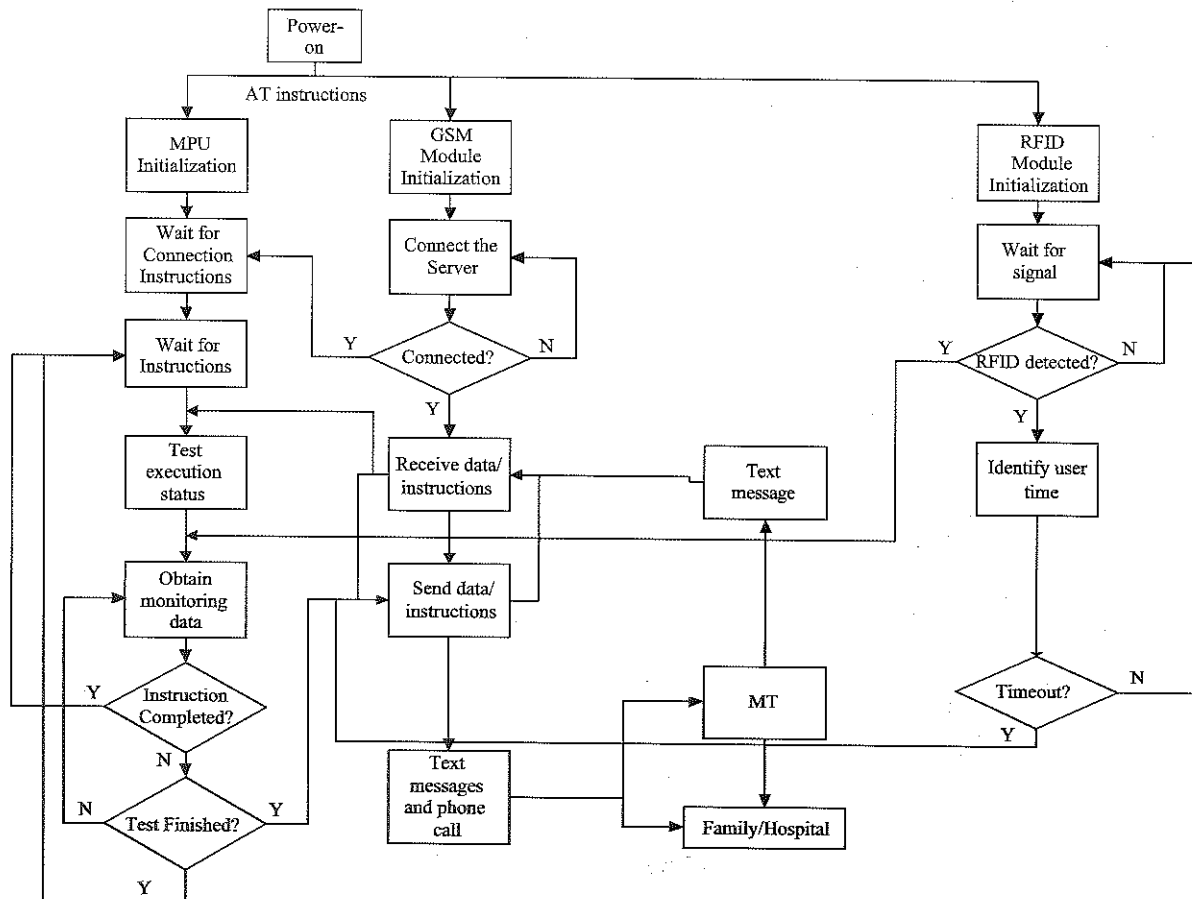 Power-
on
AT instructions
MPU
Initialization
GSM
Module
Initialization
RFID
Module
Initialization
Wait for
Connection
Instructions
Connect the
Server
Wait for
signal
Wait for
Instructions
Y
Connected?
N
Y
Y
RFID detected?
N
Y
Test
execution
status
Receive data/
instructions
Text
message
Identify user
time
Obtain
monitoring
data
Send data/
instructions
Y
Instruction
Completed?
N
MT
Timeout?
N
Y
N
Test Finished?
Y
Y
Text
messages
and phone
call
Family/Hospital